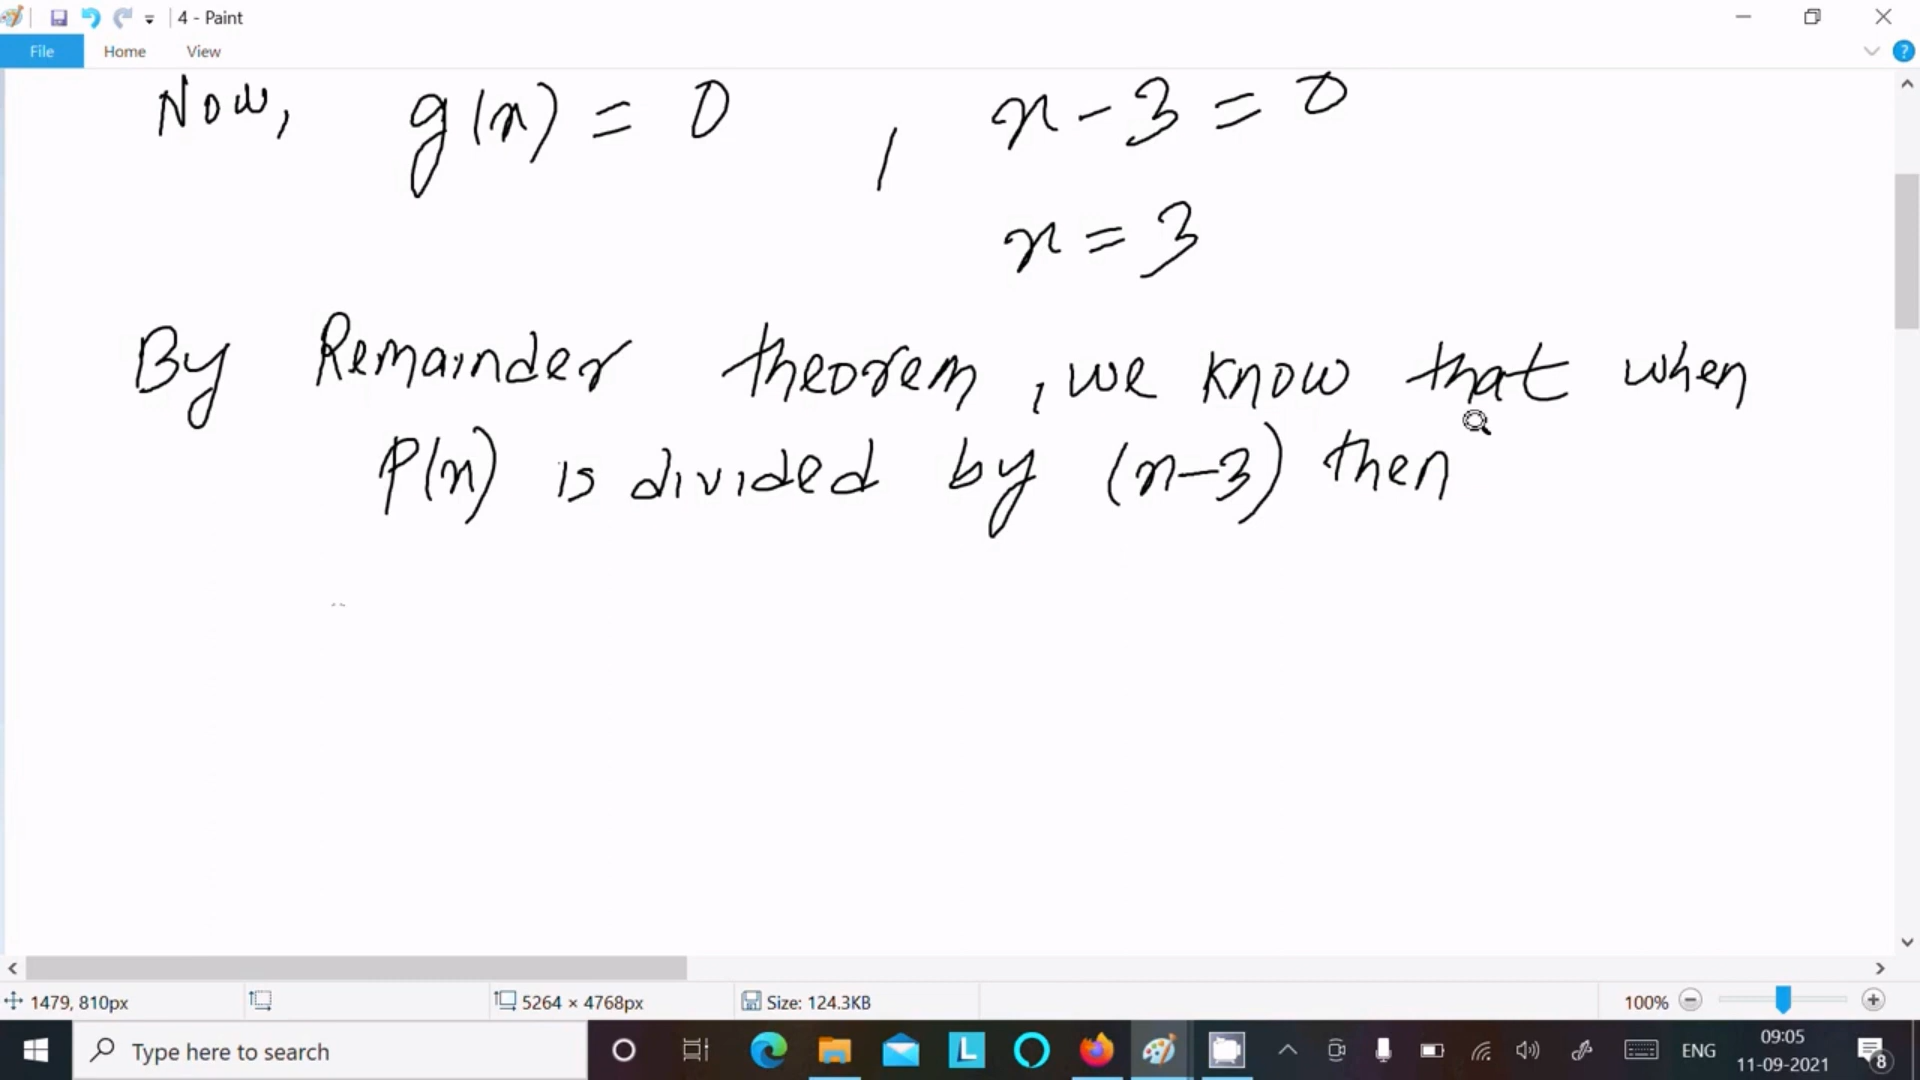 4 - Paint
File Home View
Now, g(x) = 0 , x - 3 = 0
x = 3
By Remainder theorem, we know that when
P(x) is divided by (x-3) then
1479, 810px 5264 × 4768px Size: 124.3KB 100%
Type here to search L ENG 09:05
11-09-2021 8